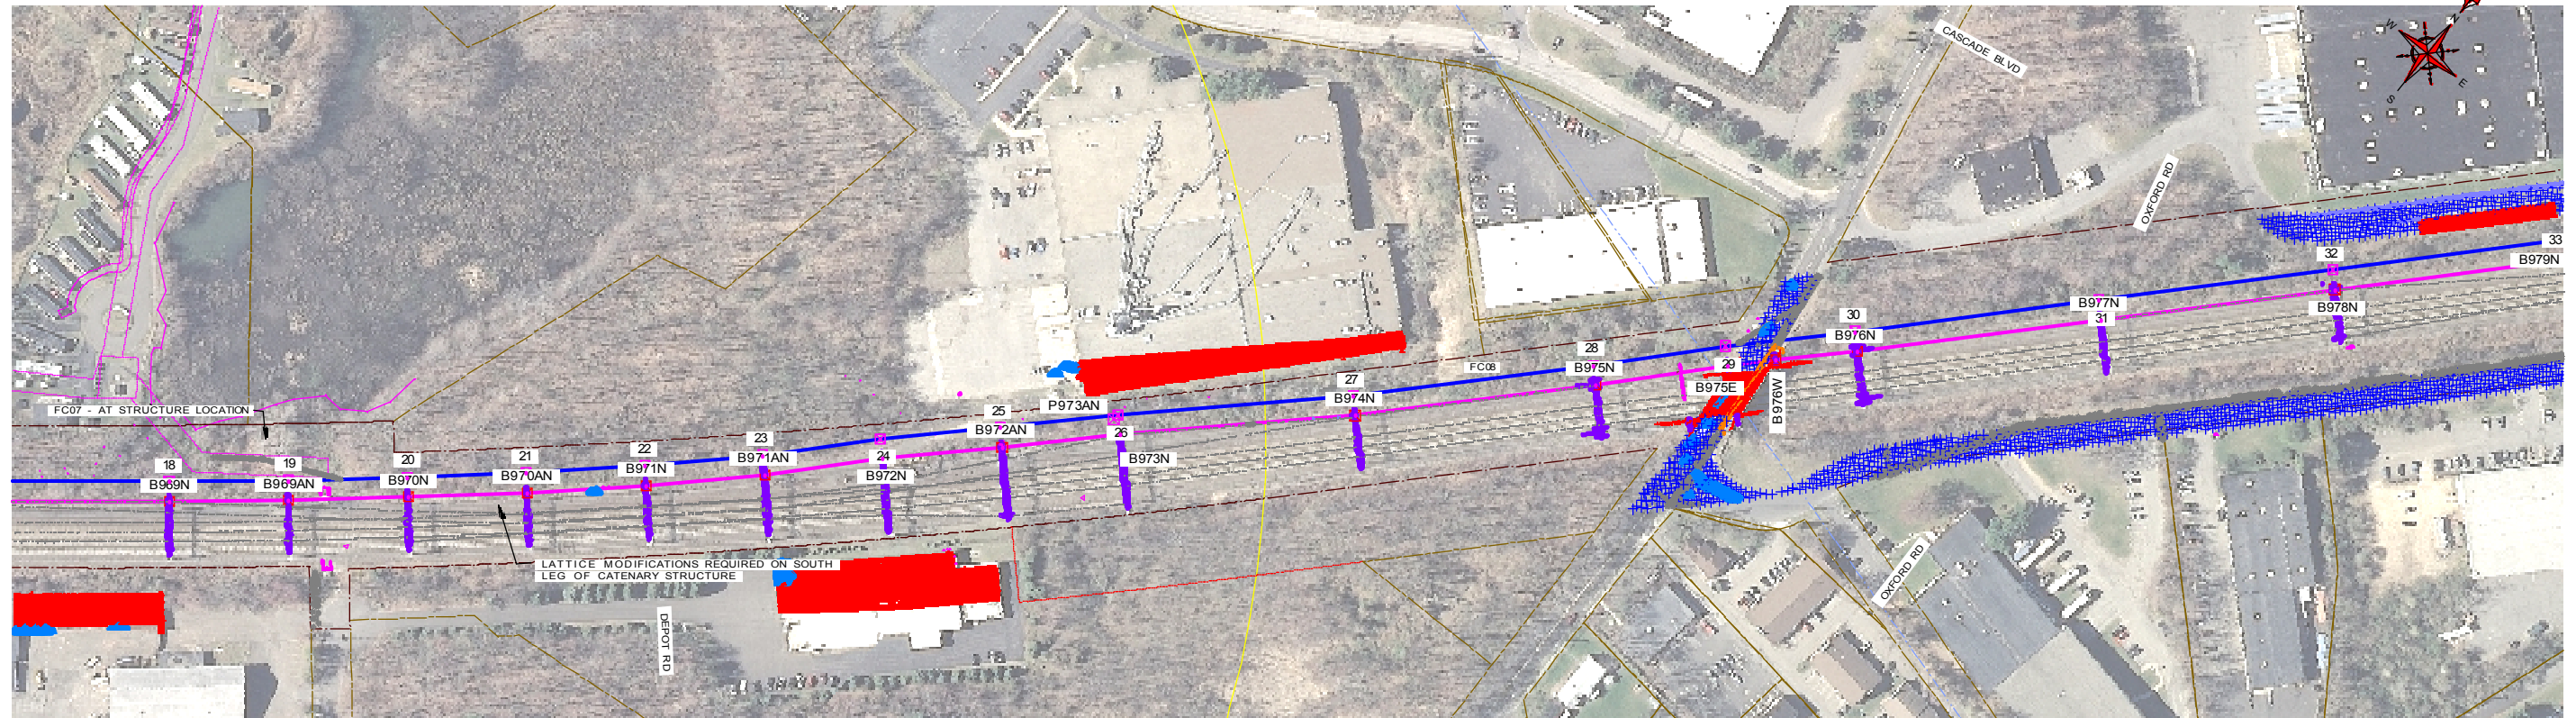 CASCADE BLVD
W
N
S
E
OXFORD RD
33
B979N
32
B978N
B977N
31
30
B976N
29
B975E
B976W
28
B975N
FC08
27
B974N
P973AN
26
B973N
25
B972AN
24
B972N
23
B971AN
22
B971N
21
B970AN
20
B970N
19
B969AN
18
B969N
FC07 - AT STRUCTURE LOCATION
LATTICE MODIFICATIONS REQUIRED ON SOUTH
LEG OF CATENARY STRUCTURE
DEPOT RD
OXFORD RD